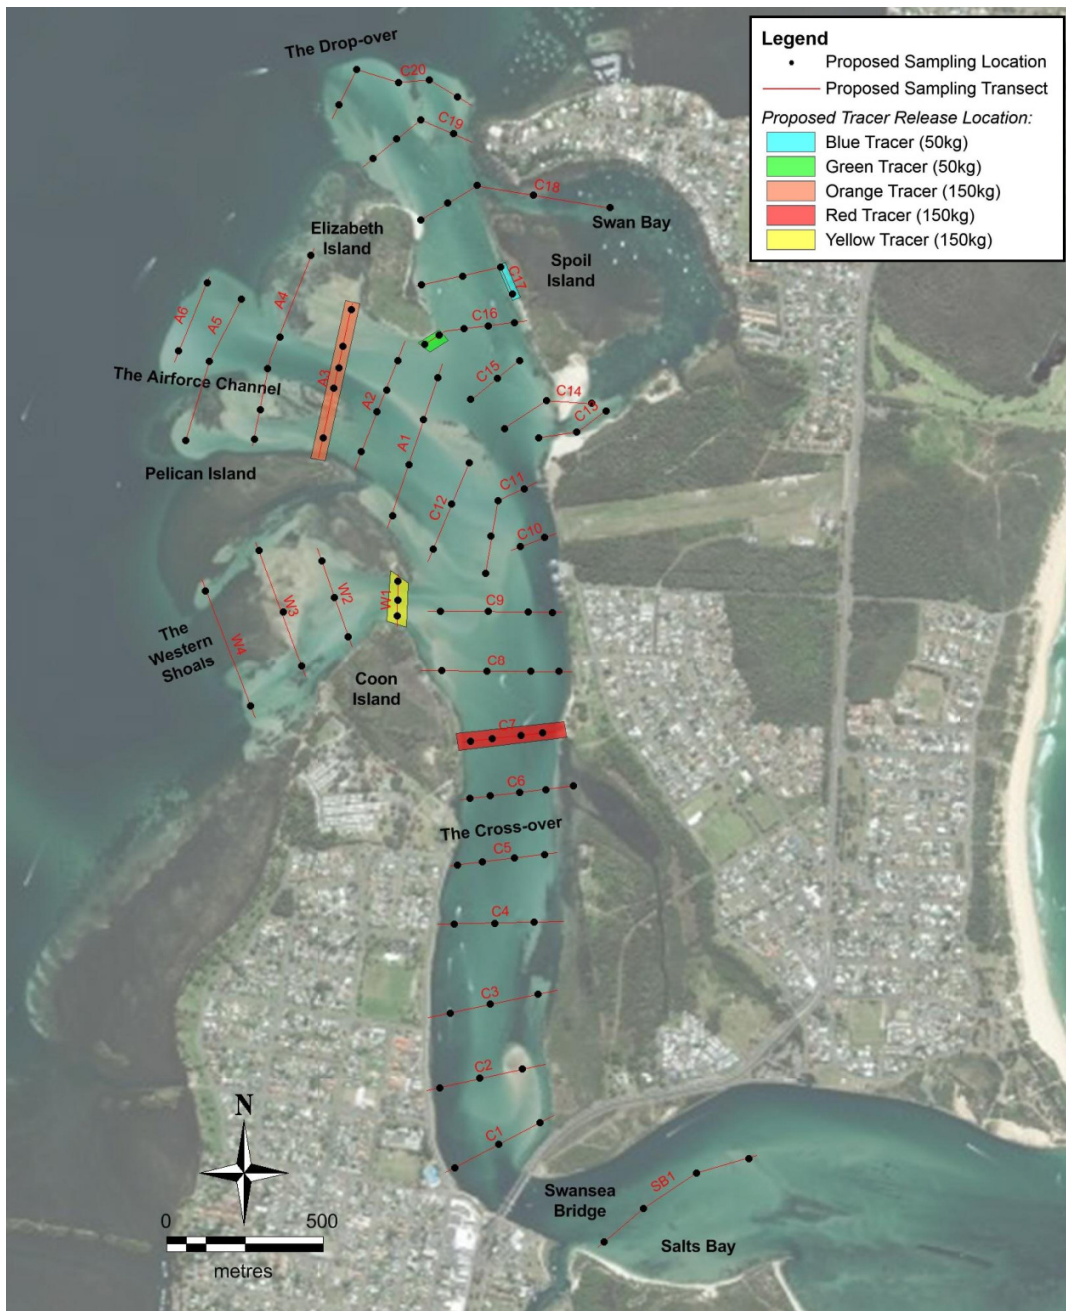 The Drop-over
Legend
Proposed Sampling Location
Proposed Sampling Transect
Proposed Tracer Release Location:
Blue Tracer (50kg)
Green Tracer (50kg)
Orange Tracer (150kg)
Red Tracer (150kg)
Yellow Tracer (150kg)
C20
C19
C18
Swan Bay
Elizabeth
Island
Spoil
Island
C17
A6
A5
A4
C16
The Airforce Channel
A3
A2
C15
C14
C13
A1
Pelican Island
C12
C11
C10
W3
W2
W1
C9
W4
The
Western
Shoals
Coon
Island
C8
C7
C6
The Cross-over
C5
C4
C3
C2
C1
N
0
500
metres
Swansea
Bridge
SB1
Salts Bay